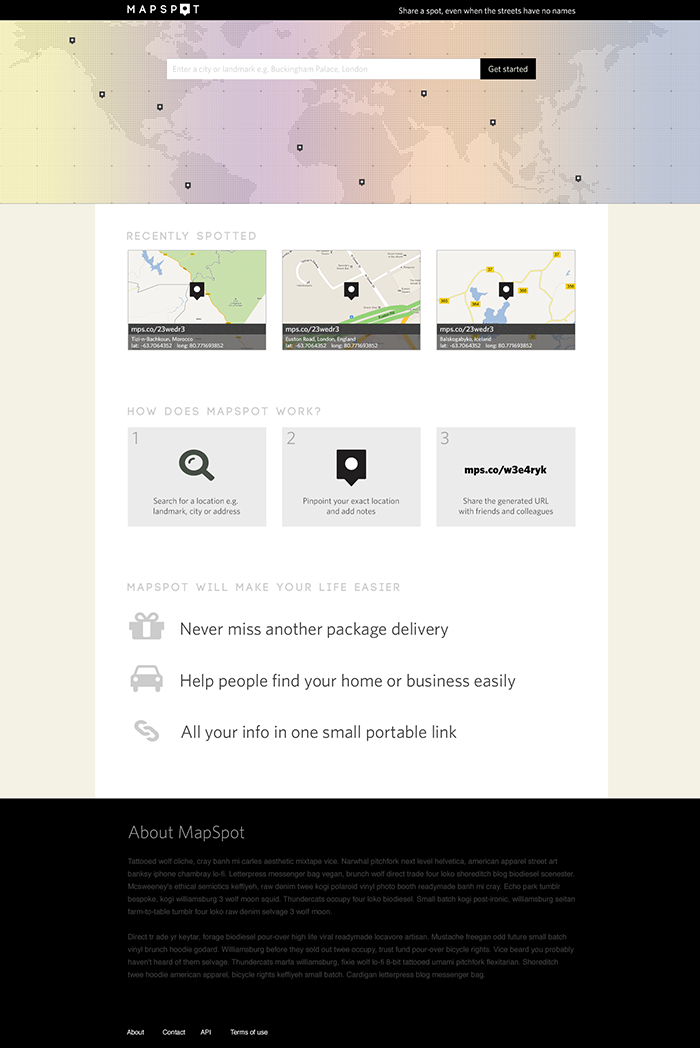 MAPSPOT
Share a spot, even when the streets have no names
Enter a city or landmark e.g. Buckingham Palace, London
Get started
RECENTLY SPOTTED
mps.co/23wedr3
Tizi-n-Bachkoun, Morocco
lat: -63.7064352 long: 80.771693852
mps.co/23wedr3
Euston Road, London, England
lat: -63.7064352 long: 80.771693852
37
37
365
364
366
365
mps.co/23wedr3
Balskogabyko, Iceland
lat: -63.7064352 long: 80.771693852
HOW DOES MAPSPOT WORK?
1
Search for a location e.g.
landmark, city or address
2
Pinpoint your exact location
and add notes
3
mps.co/w3e4ryk
Share the generated URL
with friends and colleagues
MAPSPOT WILL MAKE YOUR LIFE EASIER
Never miss another package delivery
Help people find your home or business easily
All your info in one small portable link
About MapSpot
Tattooed wolf cliche, cray banh mi carles aesthetic mixtape vice. Narwhal pitchfork next level helvetica, american apparel street art
banksy iphone chambray lo-fi. Letterpress messenger bag vegan, brunch wolf direct trade four loko shoreditch blog biodiesel scenester.
Mcsweeney's ethical semiotics keffiyeh, raw denim twee kogi polaroid vinyl photo booth readymade banh mi cray. Echo park tumblr
bespoke, kogi williamsburg 3 wolf moon squid. Thundercats occupy four loko biodiesel. Small batch kogi post-ironic, williamsburg seitan
farm-to-table tumblr four loko raw denim selvage 3 wolf moon.
Direct tr ade yr keytar, forage biodiesel pour-over high life viral readymade locavore artisan. Mustache freegan odd future small batch
vinyl brunch hoodie godard. Williamsburg before they sold out twee occupy, trust fund pour-over bicycle rights. Vice beard you probably
haven't heard of them selvage. Thundercats marfa williamsburg, fixie wolf lo-fi 8-bit tattooed umami pitchfork flexitarian. Shoreditch
twee hoodie american apparel, bicycle rights keffiyeh small batch. Cardigan letterpress blog messenger bag.
About
Contact
API
Terms of use